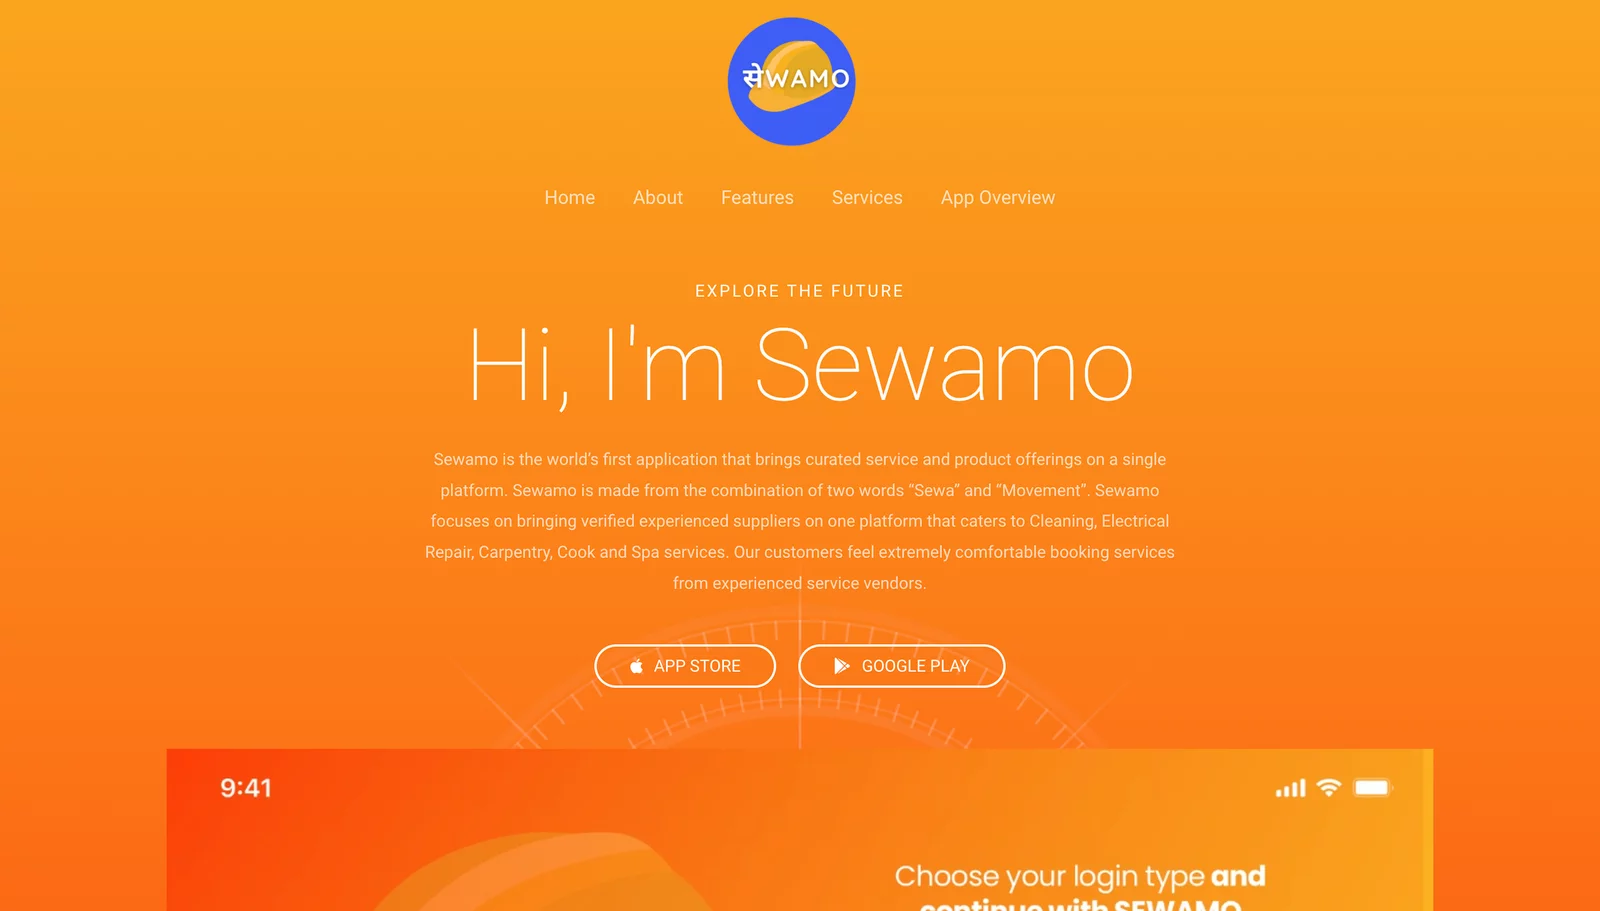 सेWAMO
Home About Features Services App Overview
EXPLORE THE FUTURE
Hi, I'm Sewamo
Sewamo is the world’s first application that brings curated service and product offerings on a single
platform. Sewamo is made from the combination of two words “Sewa” and “Movement”. Sewamo
focuses on bringing verified experienced suppliers on one platform that caters to Cleaning, Electrical
Repair, Carpentry, Cook and Spa services. Our customers feel extremely comfortable booking services
from experienced service vendors.
APP STORE GOOGLE PLAY
9:41
Choose your login type and
continue with SEWAMO